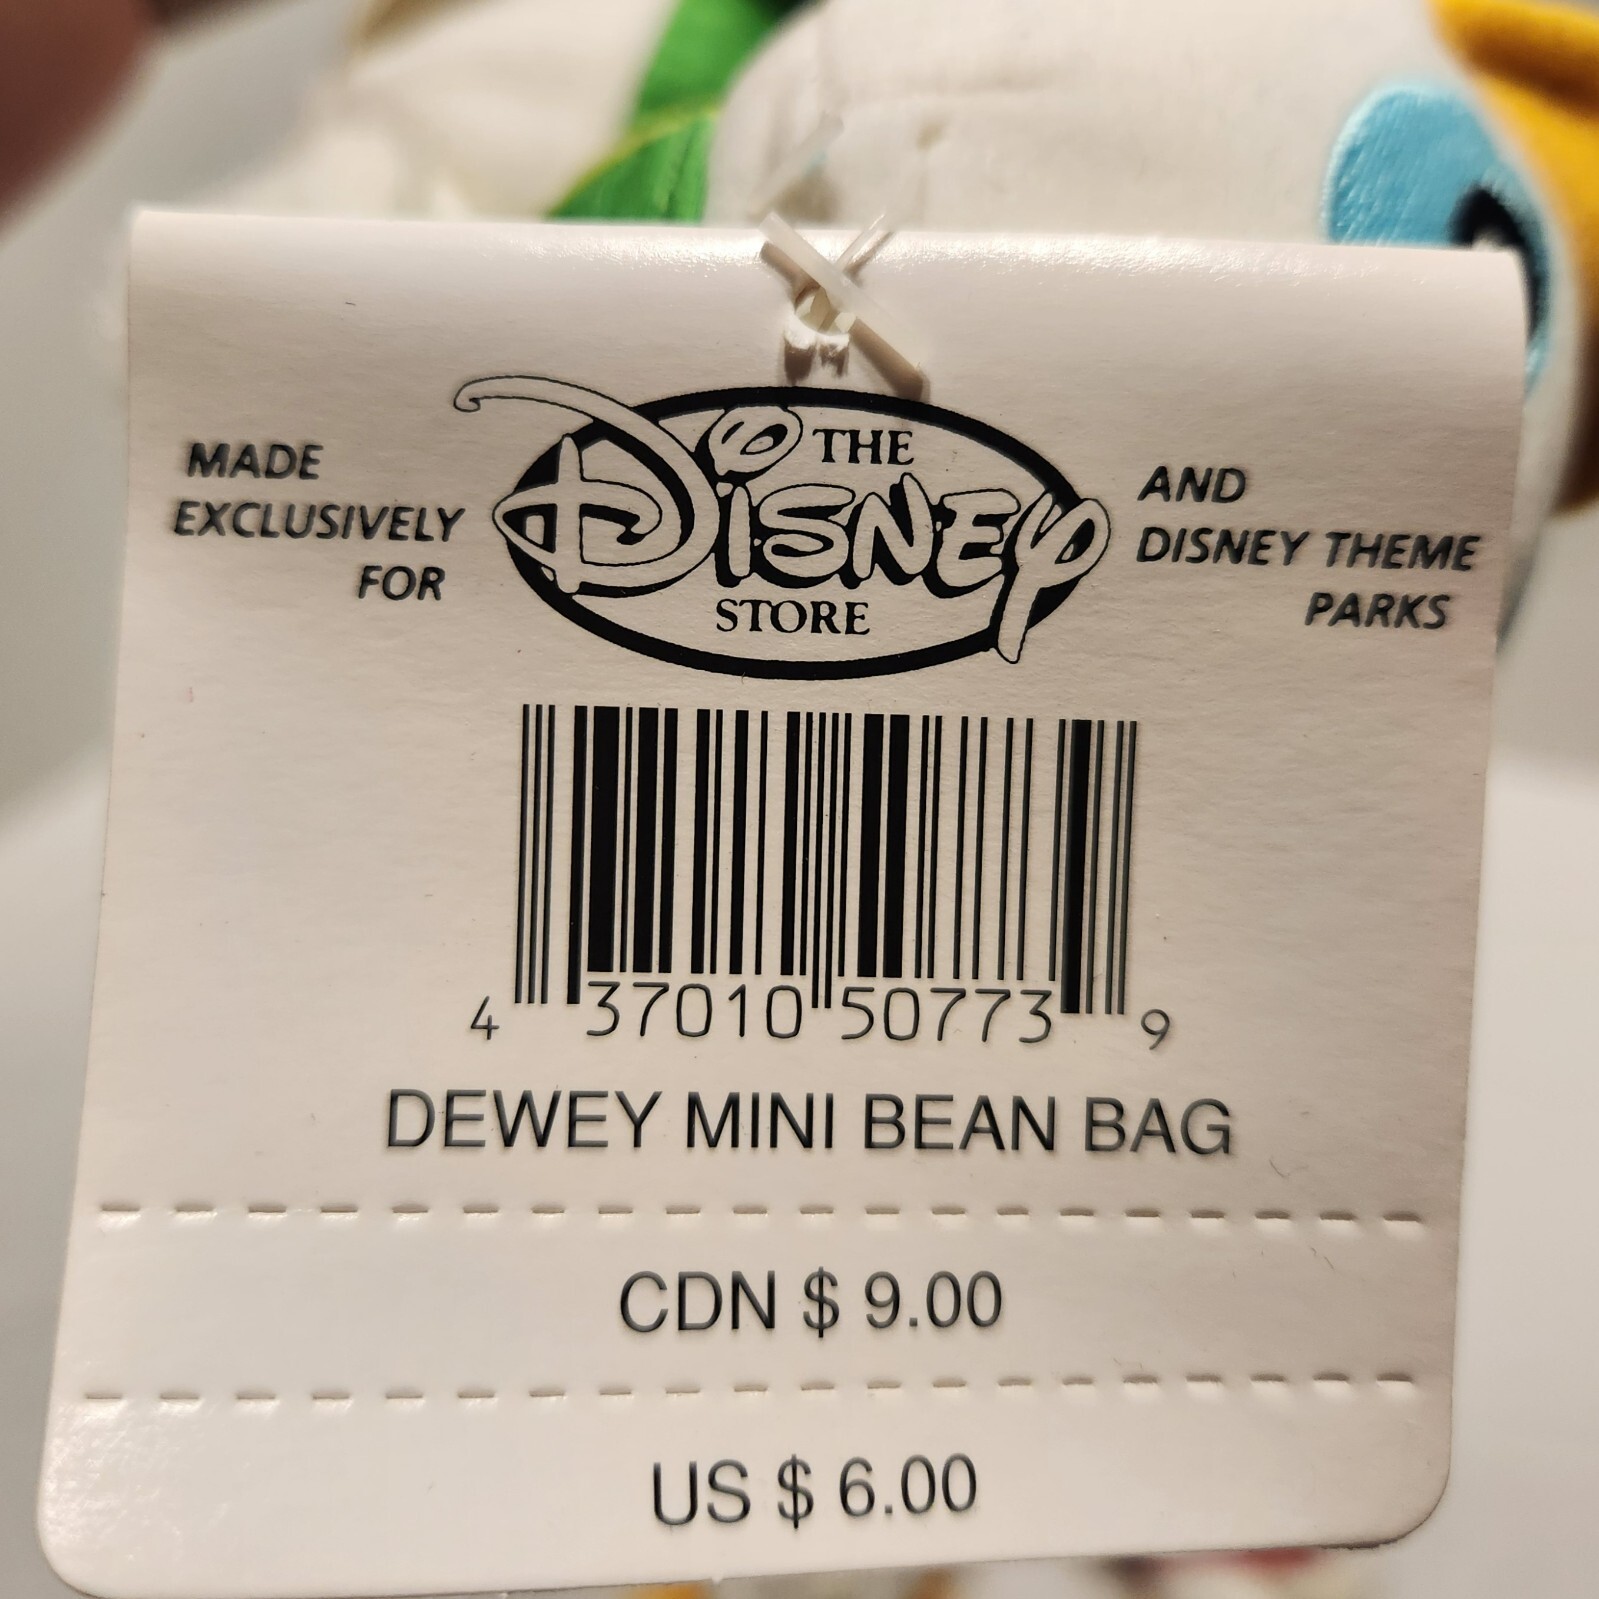 MADE
EXCLUSIVELY
FOR
THE
DISNEY
STORE
AND
DISNEY THEME
PARKS
4 37010 50773 9
DEWEY MINI BEAN BAG
CDN $ 9.00
US $ 6.00